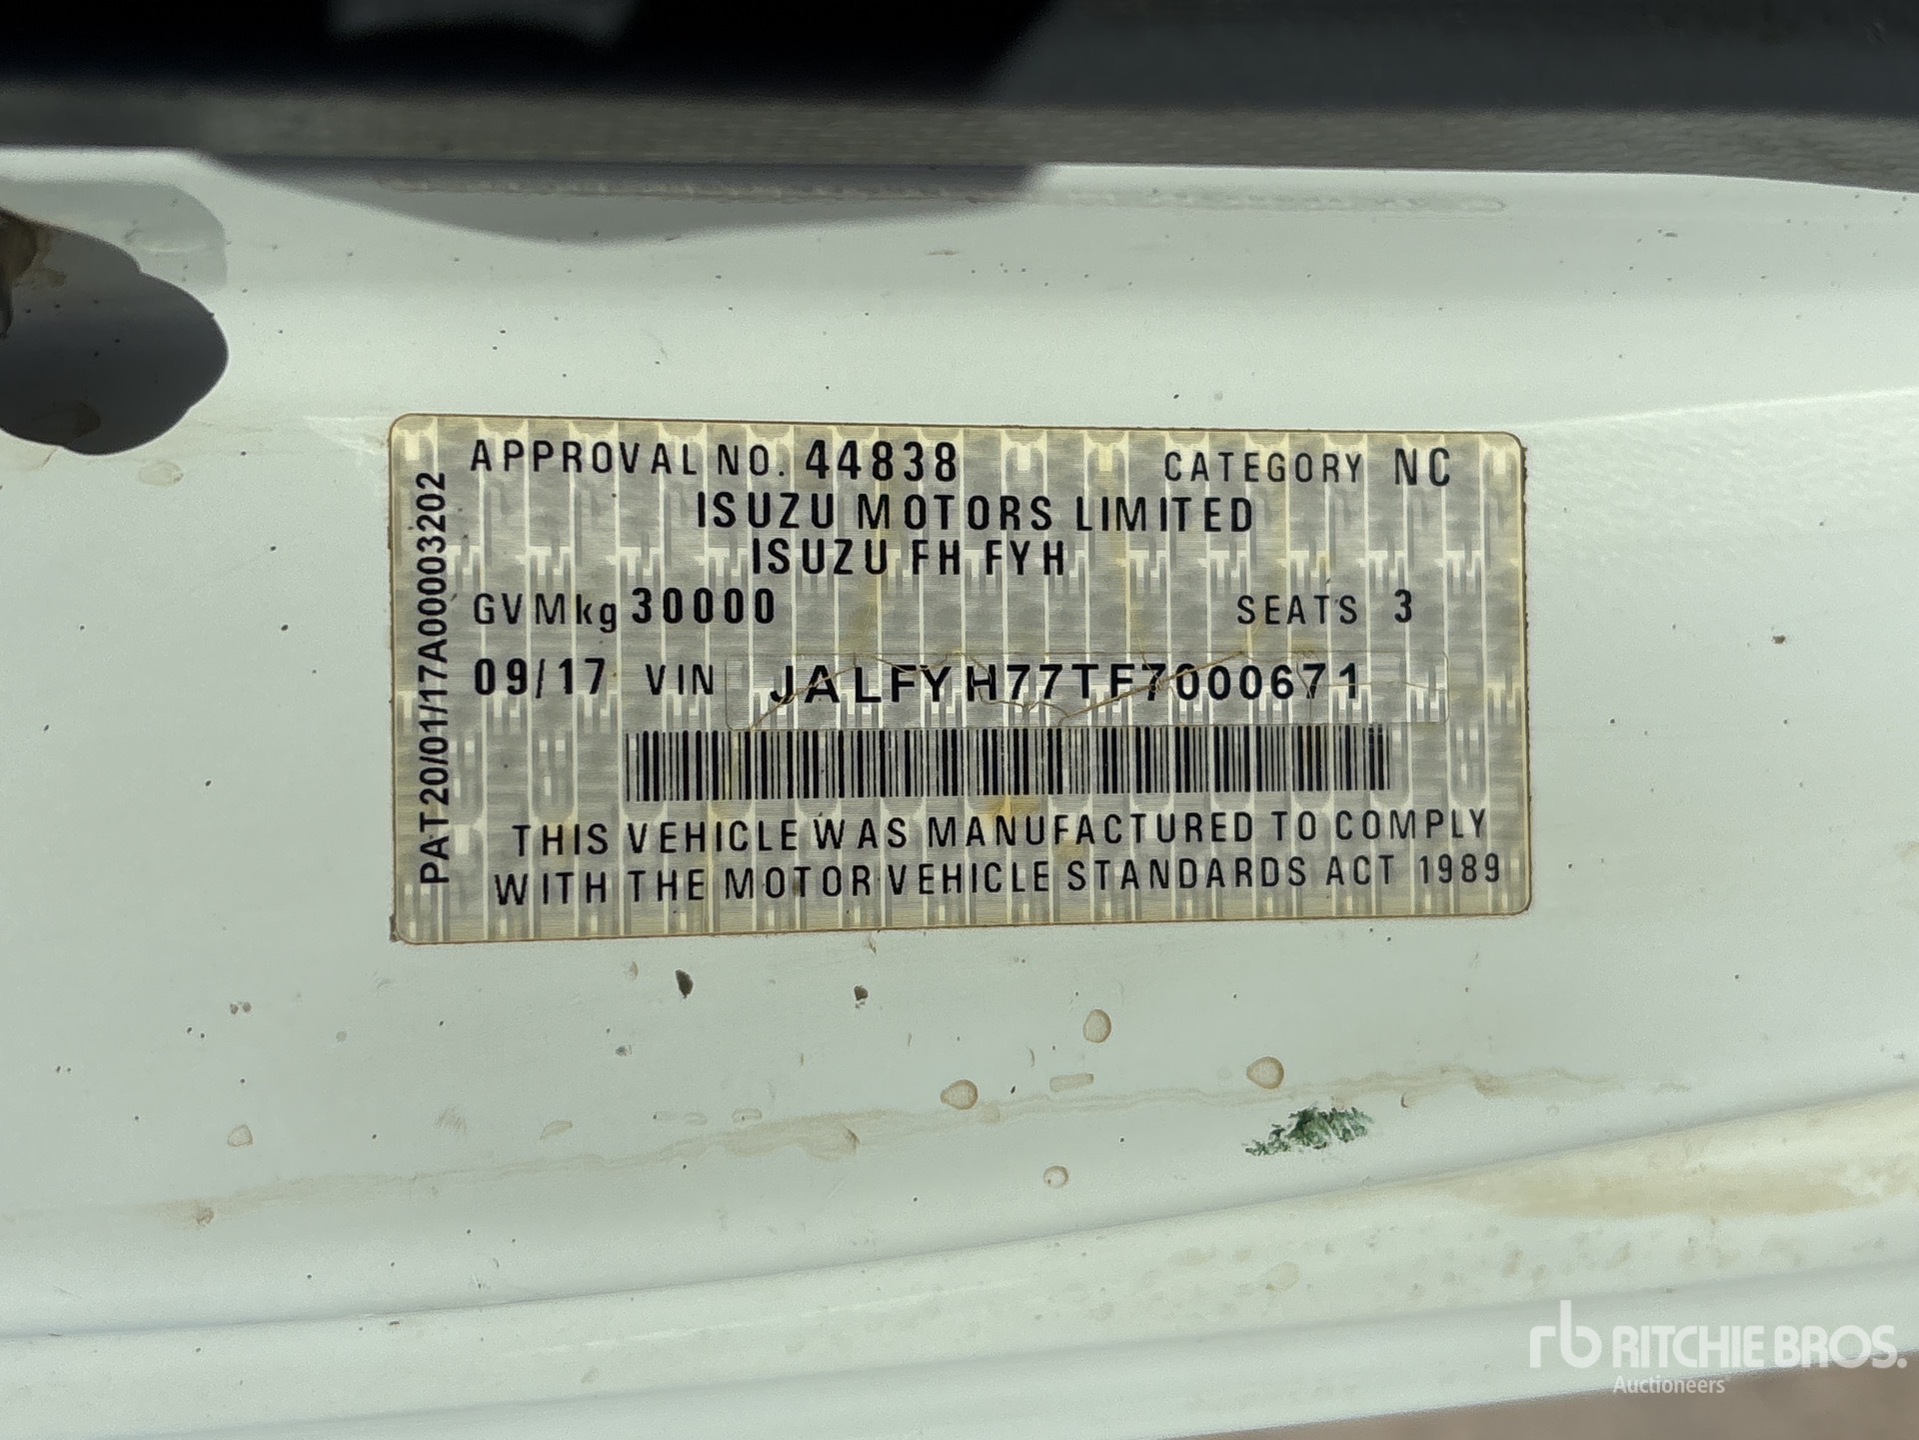 APPROVAL NO. 44838 CATEGORY NC
ISUZU MOTORS LIMITED
ISUZU FH FYH
GVMkg 30000 SEATS 3
09/17 VIN JALFYH77TF7000671
THIS VEHICLE WAS MANUFACTURED TO COMPLY
WITH THE MOTOR VEHICLE STANDARDS ACT 1989
PAT20/01/17A00003202
rb RITCHIE BROS.
Auctioneers